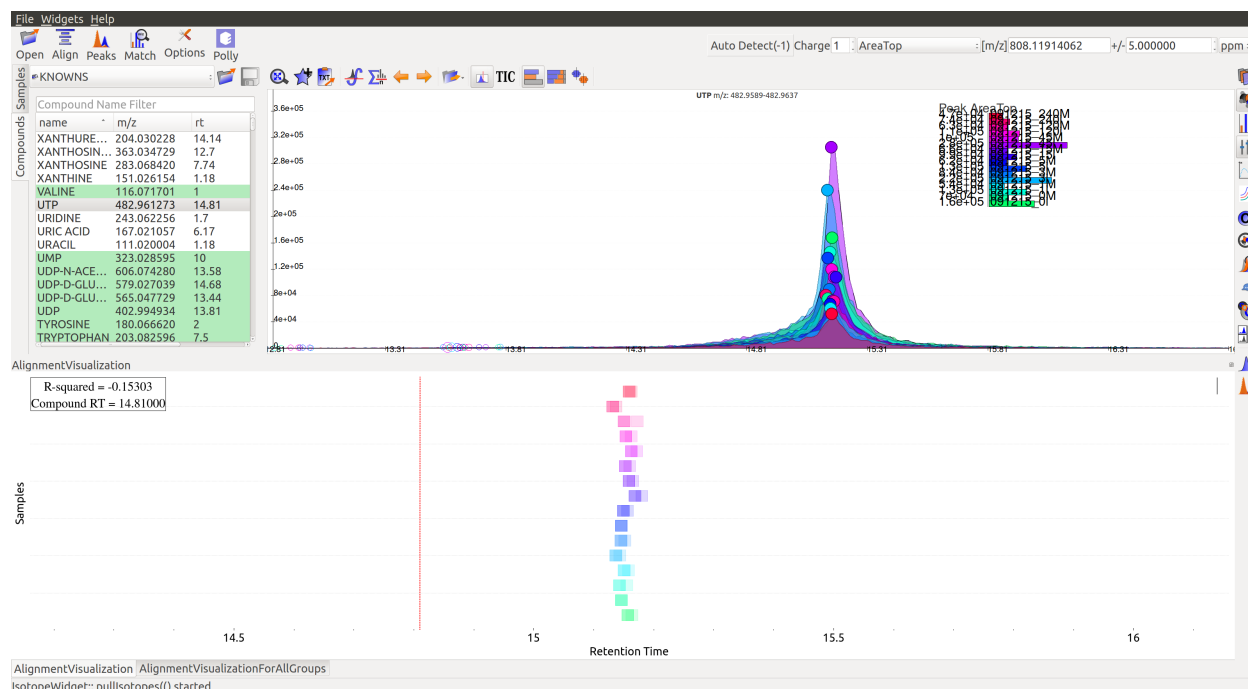 File Widgets Help
Open Align Peaks Match Options Polly
Auto Detect(-1) Charge 1 AreaTop [m/z] 808.11914062 +/- 5.000000 ppm
Samples
Compounds
KNOWNS
TXT TIC
Compound Name Filter
name m/z rt
XANTHURE... 204.030228 14.14
XANTHOSIN... 363.034729 12.7
XANTHOSINE 283.068420 7.74
XANTHINE 151.026154 1.18
VALINE 116.071701 1
UTP 482.961273 14.81
URIDINE 243.062256 1.7
URIC ACID 167.021057 6.17
URACIL 111.020004 1.18
UMP 323.028595 10
UDP-N-ACE... 606.074280 13.58
UDP-D-GLU... 579.027039 14.68
UDP-D-GLU... 565.047729 13.44
UDP 402.994934 13.81
TYROSINE 180.066620 2
TRYPTOPHAN 203.082596 7.5
UTP m/z: 482.9589-482.9637
3.6e+05
3.2e+05
2.8e+05
2.4e+05
2e+05
1.6e+05
1.2e+05
8e+04
4e+04
0
12.81 13.31 13.81 14.31 14.81 15.31 15.81 16.31
Peak AreaTop
1.6e+05 091215_0I
AlignmentVisualization
R-squared = -0.15303
Compound RT = 14.81000
Samples
14.5 15 15.5 16
Retention Time
AlignmentVisualization AlignmentVisualizationForAllGroups
IsotopeWidget:: pullIsotopes(() started